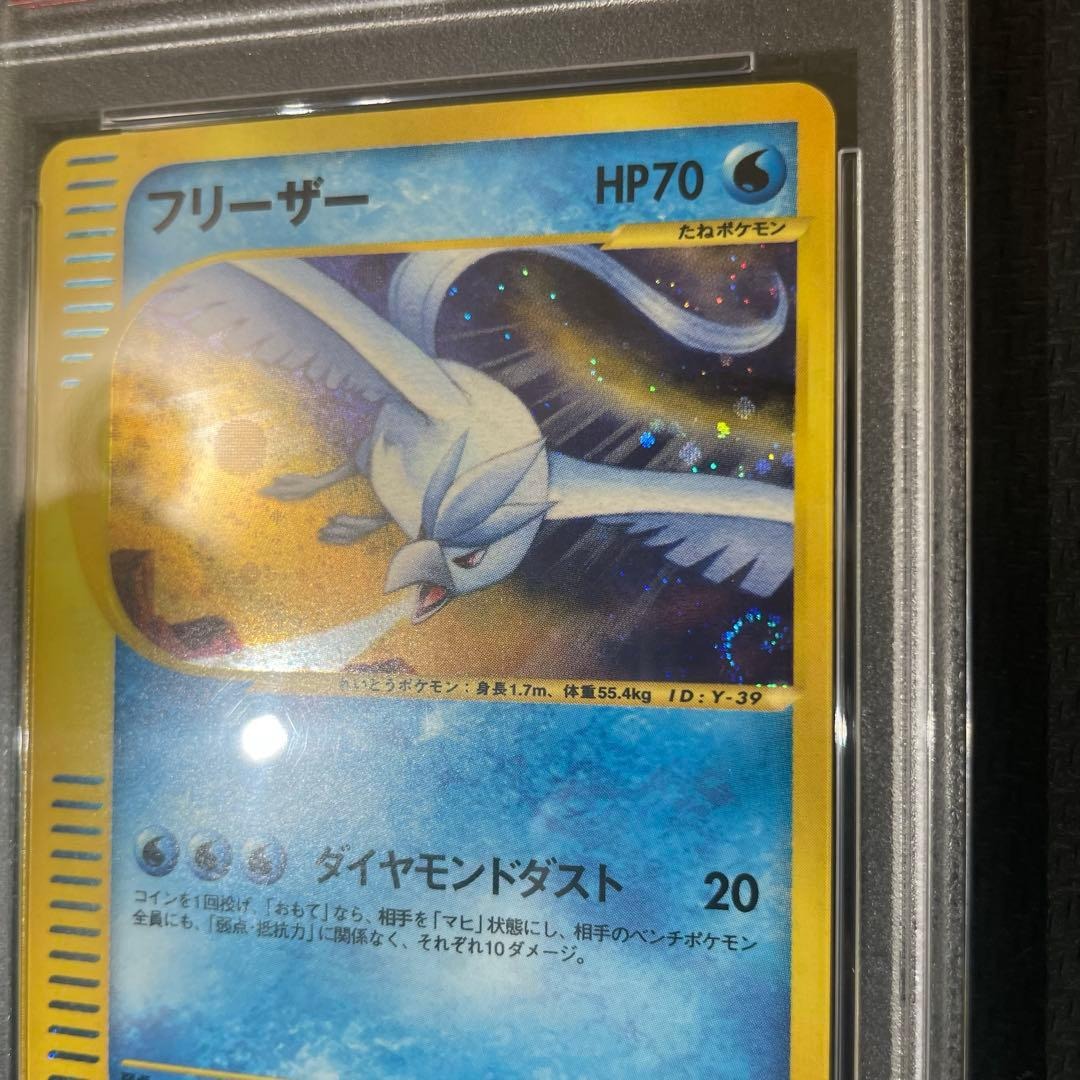 フリーザー
HP70
たねポケモン
れいとうポケモン：身長1.7m、体重55.4kg ID：Y-39
ダイヤモンドダスト 20
コインを1回投げ、「おもて」なら、相手を「マヒ」状態にし、相手のベンチポケモン
全員にも、「弱点・抵抗力」に関係なく、それぞれ10ダメージ。